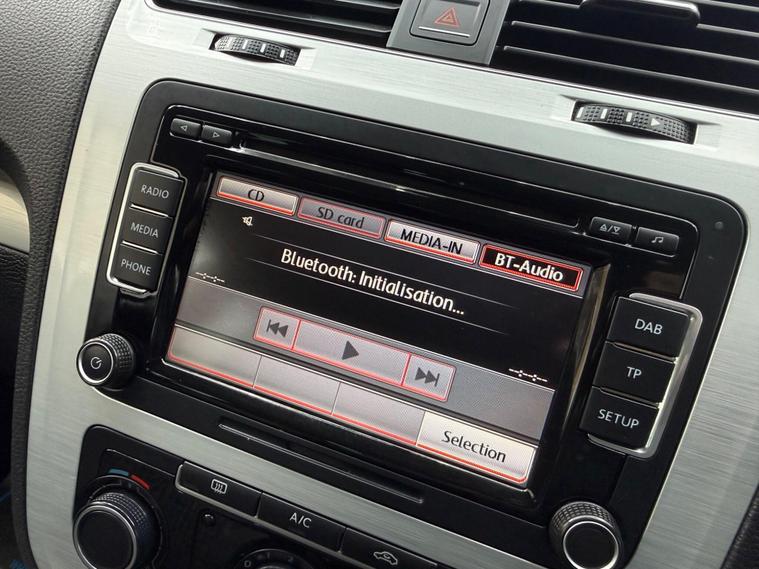 RADIO
MEDIA
PHONE
CD
SD card
MEDIA-IN
BT-Audio
Bluetooth: Initialisation...
--:--
--:--
Selection
DAB
TP
SETUP
A/C